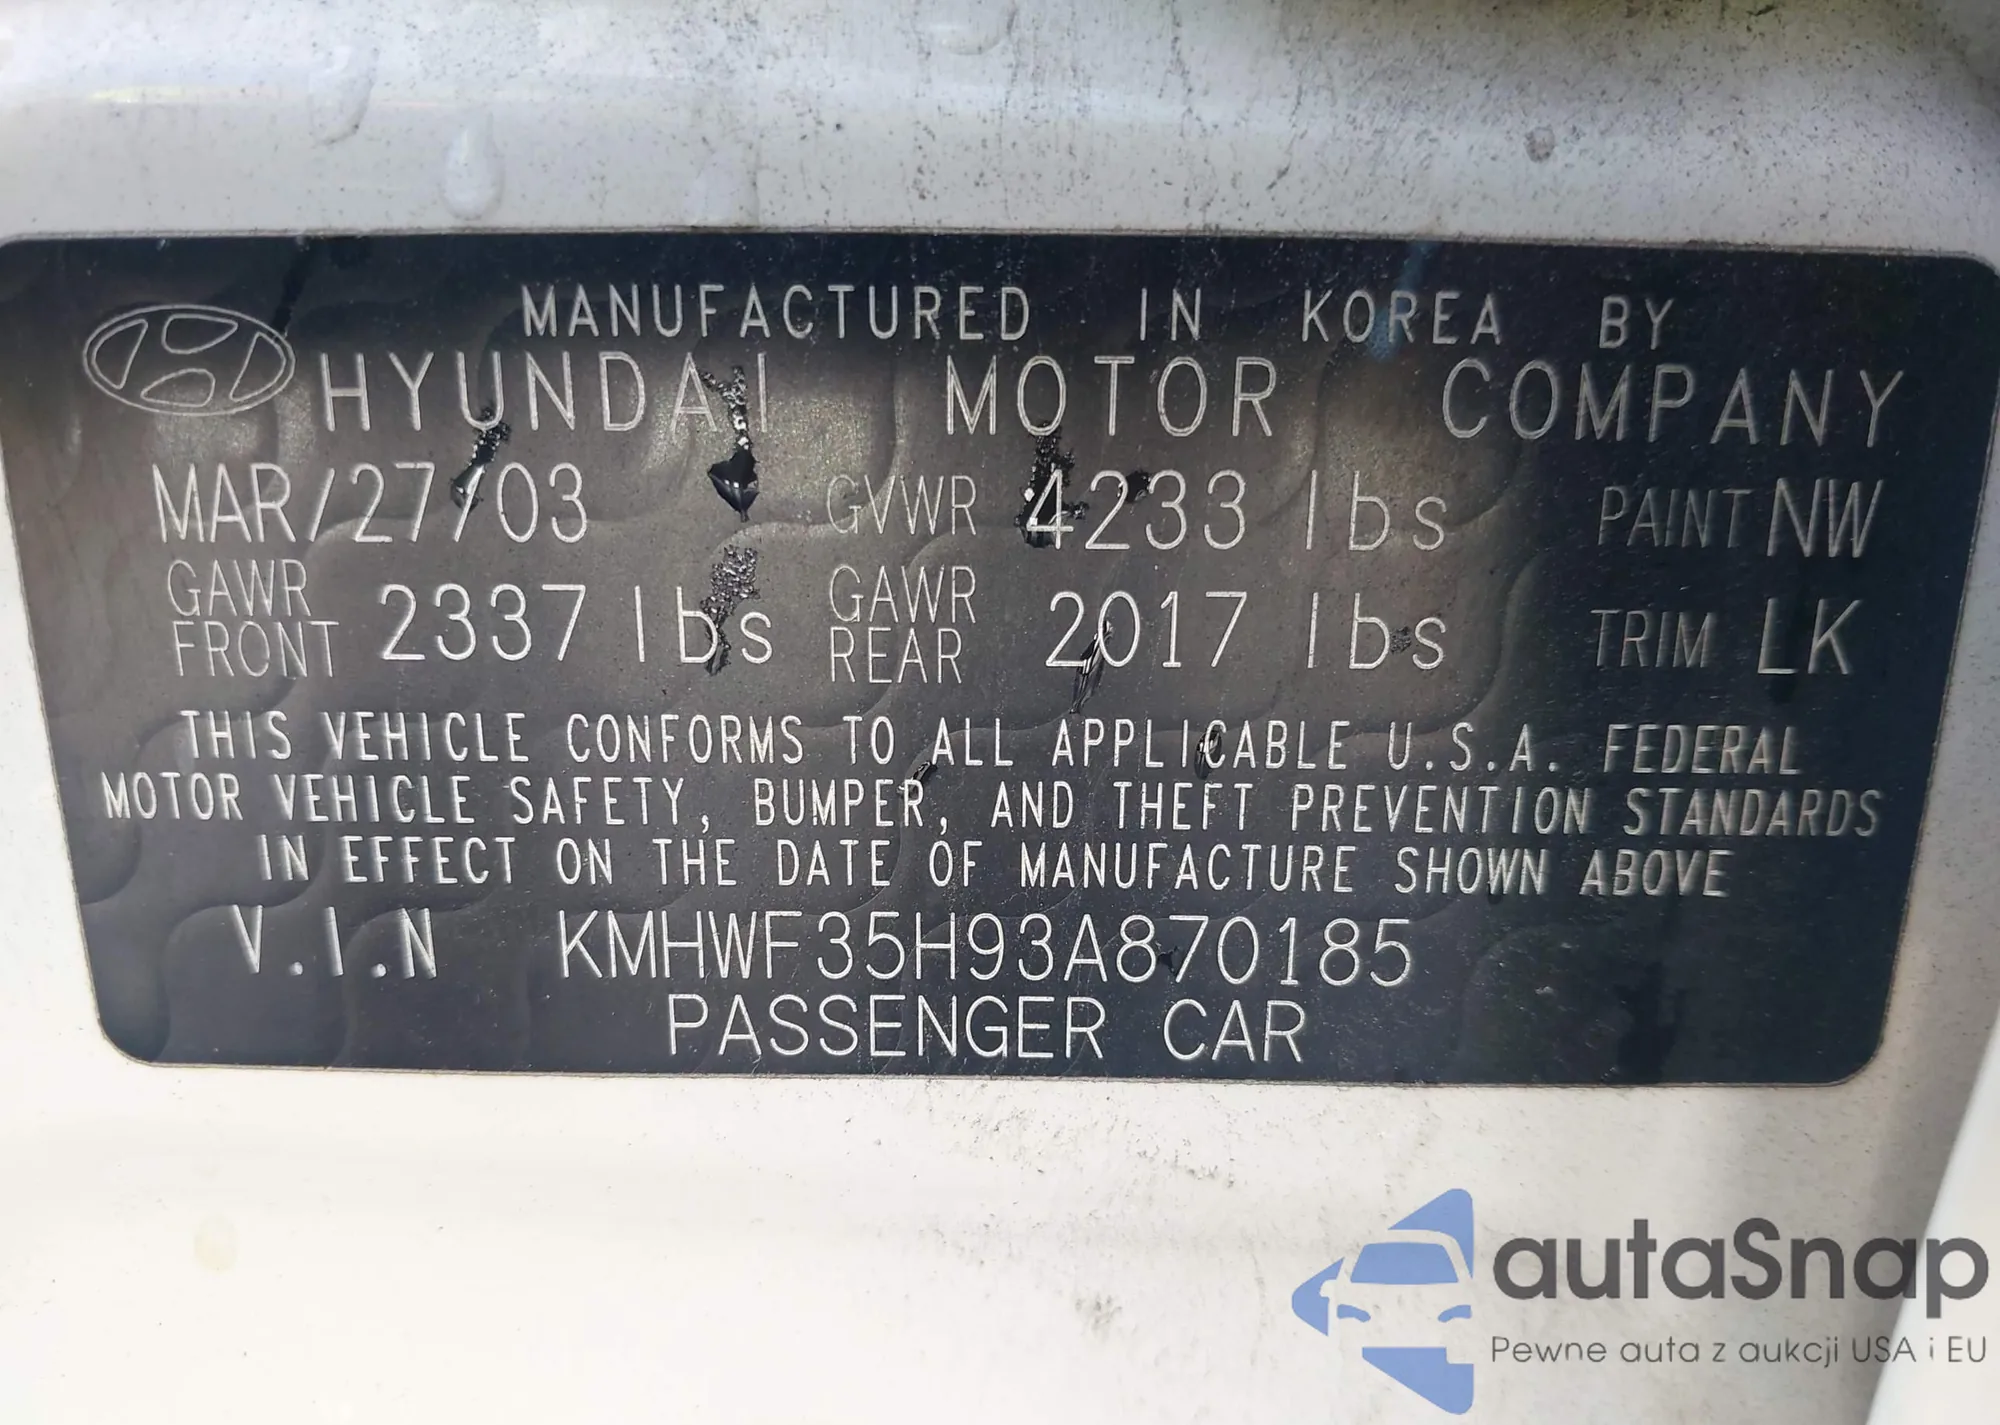 MANUFACTURED IN KOREA BY
HYUNDAI MOTOR COMPANY
MAR/27/03 GVWR 4233 lbs PAINT NW
GAWR FRONT 2337 lbs GAWR REAR 2017 lbs TRIM LK
THIS VEHICLE CONFORMS TO ALL APPLICABLE U.S.A. FEDERAL
MOTOR VEHICLE SAFETY, BUMPER, AND THEFT PREVENTION STANDARDS
IN EFFECT ON THE DATE OF MANUFACTURE SHOWN ABOVE
V.I.N KMHWF35H93A870185
PASSENGER CAR
autaSnap
Pewne auta z aukcji USA i EU